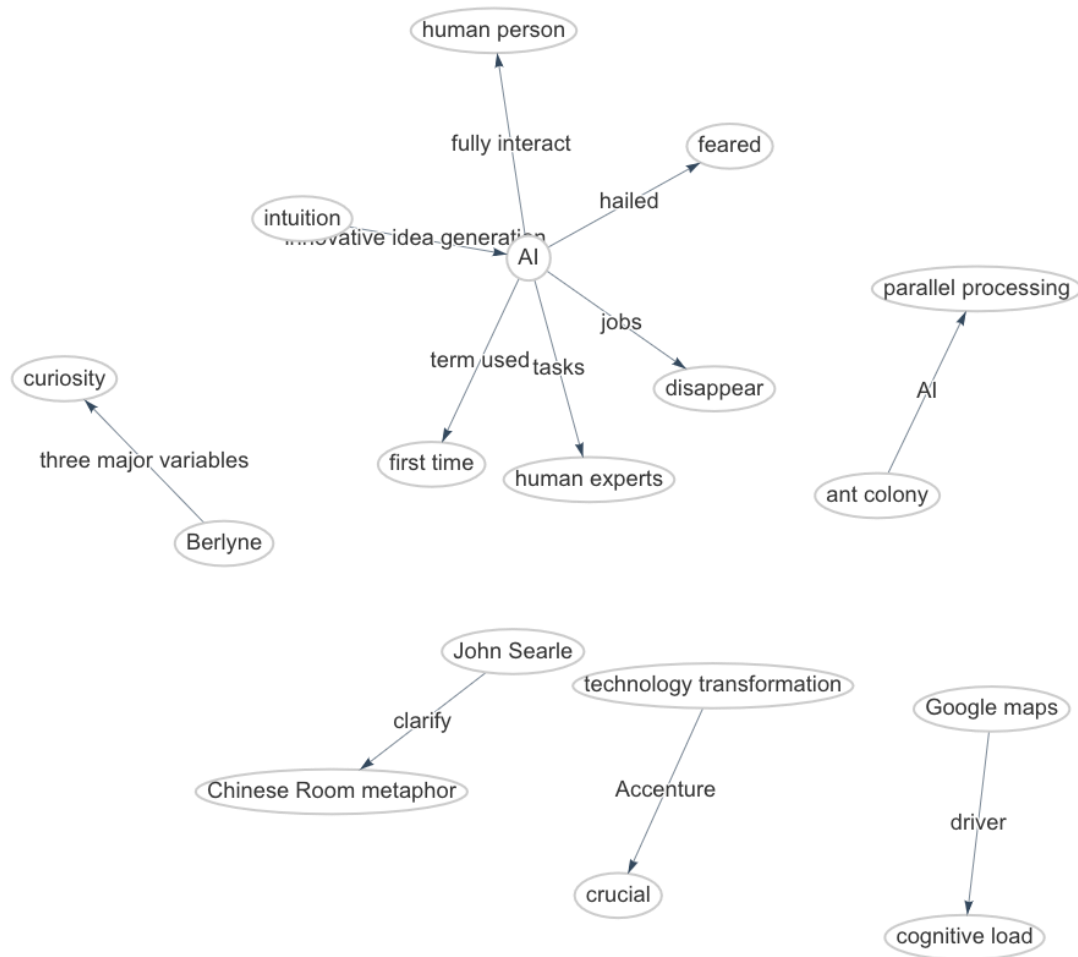 human person
fully interact
feared
hailed
intuition
innovative idea generation
AI
parallel processing
jobs
term used
tasks
curiosity
disappear
AI
three major variables
first time
human experts
ant colony
Berlyne
John Searle
technology transformation
Google maps
clarify
Chinese Room metaphor
Accenture
driver
crucial
cognitive load